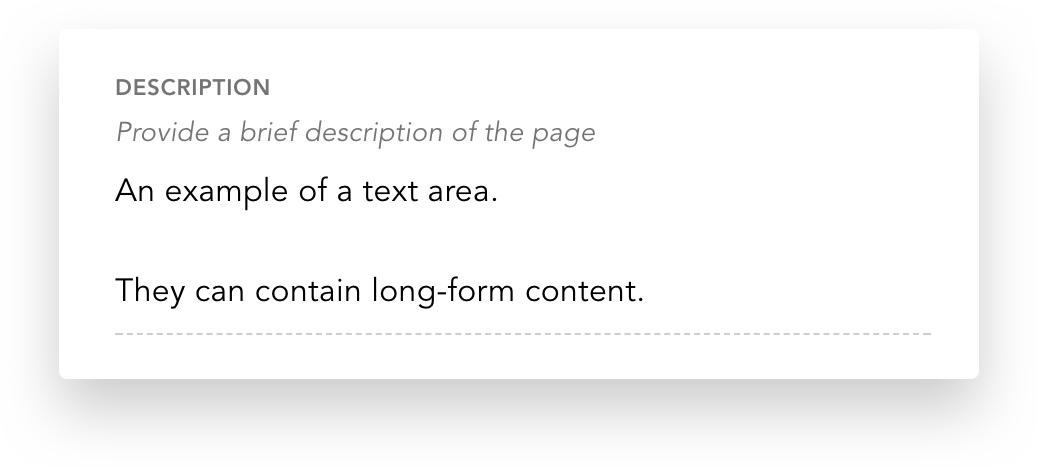 DESCRIPTION
Provide a brief description of the page
An example of a text area.
They can contain long-form content.